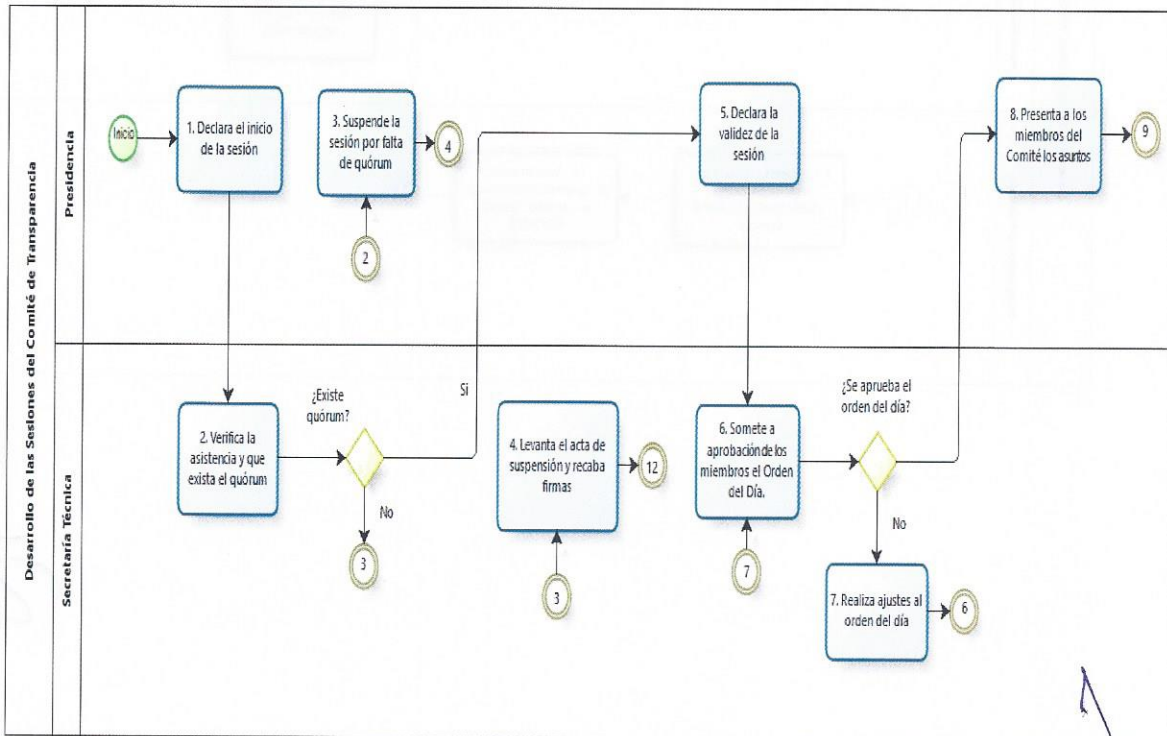 Desarrollo de las Sesiones del Comité de Transparencia
Presidencia
Inicio
1. Declara el inicio
de la sesión
3. Suspende la
sesión por falta
de quórum
4
2
5. Declara la
validez de la
sesión
8. Presenta a los
miembros del
Comité los asuntos
9
Secretaría Técnica
2. Verifica la
asistencia y que
exista el quórum
¿Existe
quórum?
Si
No
3
4. Levanta el acta de
suspensión y recaba
firmas
12
3
6. Somete a
aprobación de los
miembros el Orden
del Día.
7
¿Se aprueba el
orden del día?
No
7. Realiza ajustes al
orden del día
6